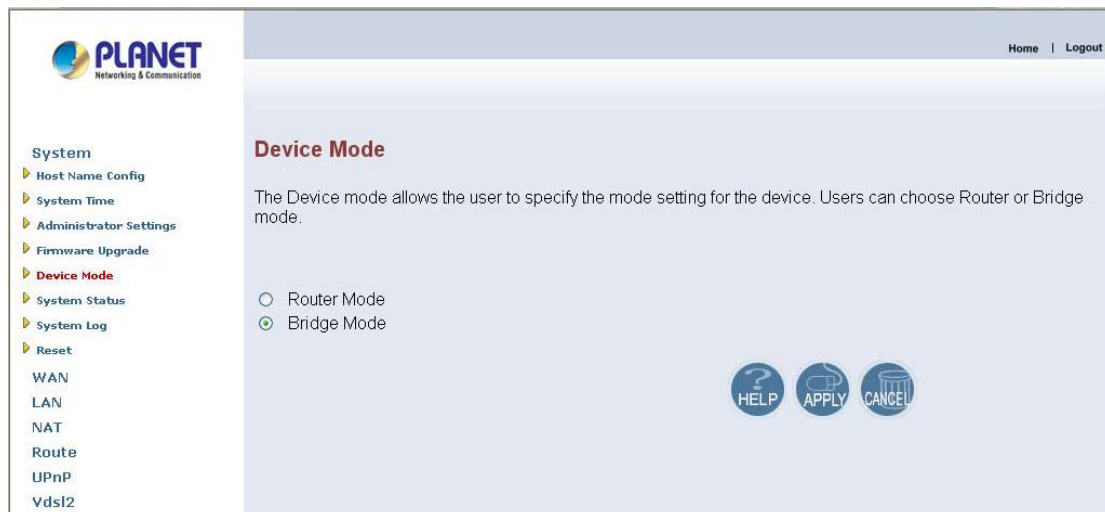 PLANET
Networking & Communication
Home | Logout
System
Host Name Config
System Time
Administrator Settings
Firmware Upgrade
Device Mode
System Status
System Log
Reset
WAN
LAN
NAT
Route
UPnP
Vdsl2
Device Mode
The Device mode allows the user to specify the mode setting for the device. Users can choose Router or Bridge
mode.
Router Mode
Bridge Mode
HELP APPLY CANCEL